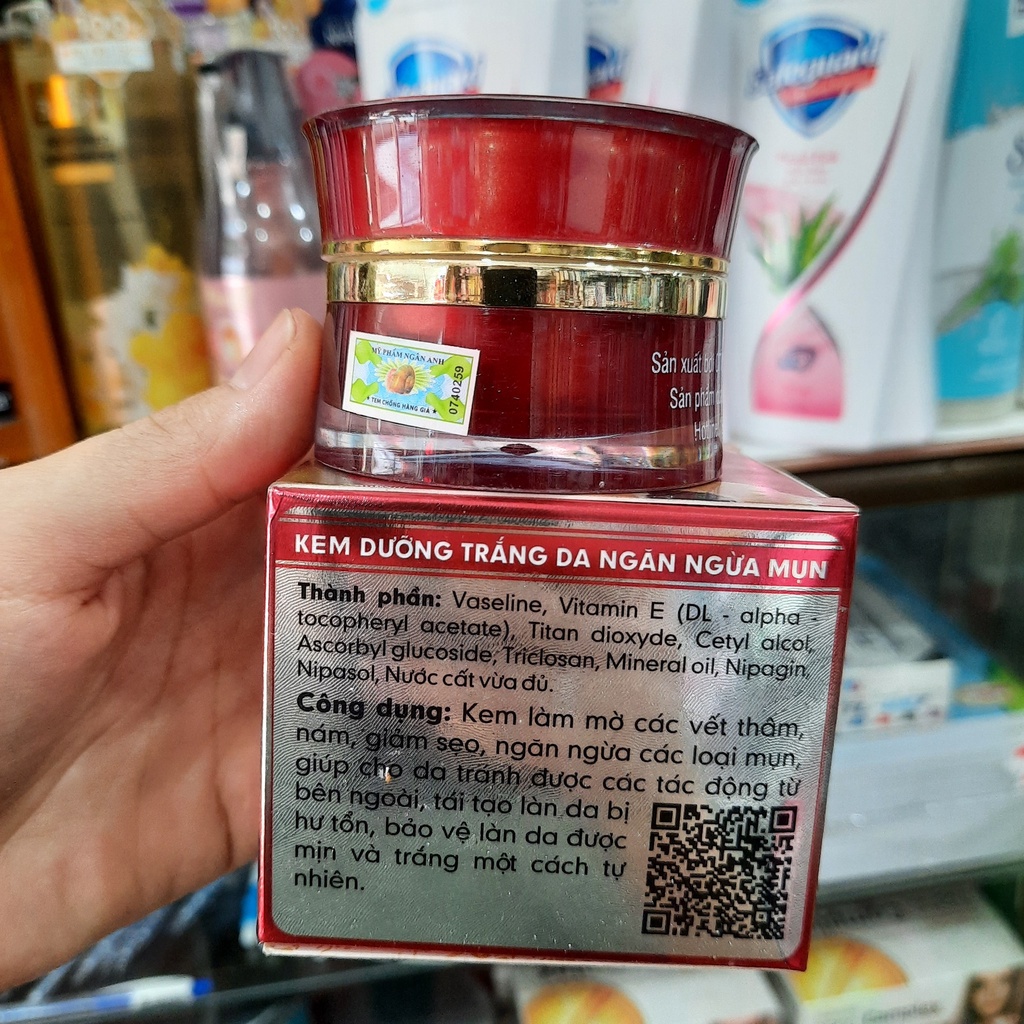 Safeguard
MỸ PHẨM NGÂN ANH
★ TEM CHỐNG HÀNG GIẢ ★
0740259
Sản xuất bởi
Sản phẩm
KEM DƯỠNG TRẮNG DA NGĂN NGỪA MỤN
Thành phần: Vaseline, Vitamin E (DL - alpha -
tocopheryl acetate), Titan dioxyde, Cetyl alcol,
Ascorbyl glucoside, Triclosan, Mineral oil, Nipagin,
Nipasol, Nước cất vừa đủ.
Công dụng: Kem làm mờ các vết thâm,
nám, giảm sẹo, ngăn ngừa các loại mụn,
giúp cho da tránh được các tác động từ
bên ngoài, tái tạo làn da bị
hư tổn, bảo vệ làn da được
mịn và trắng một cách tự
nhiên.